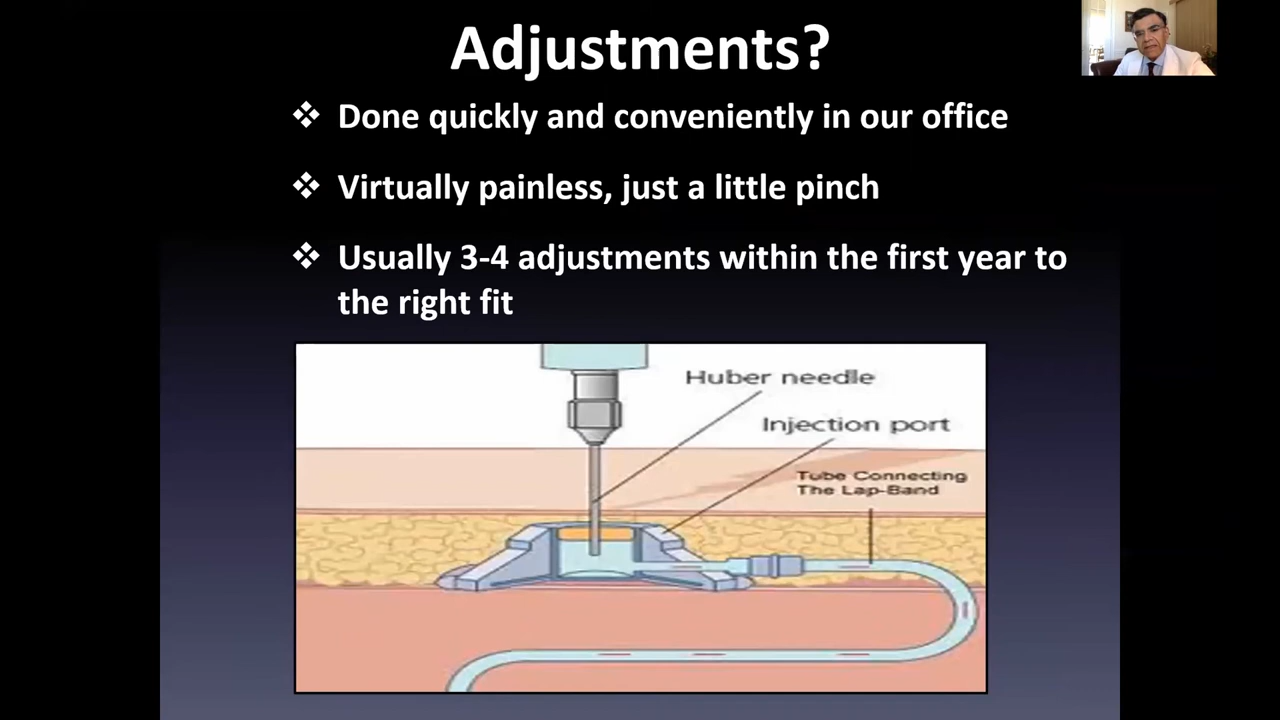 Adjustments?
❖ Done quickly and conveniently in our office
❖ Virtually painless, just a little pinch
❖ Usually 3-4 adjustments within the first year to
the right fit
Huber needle
Injection port
Tube Connecting
The Lap-Band